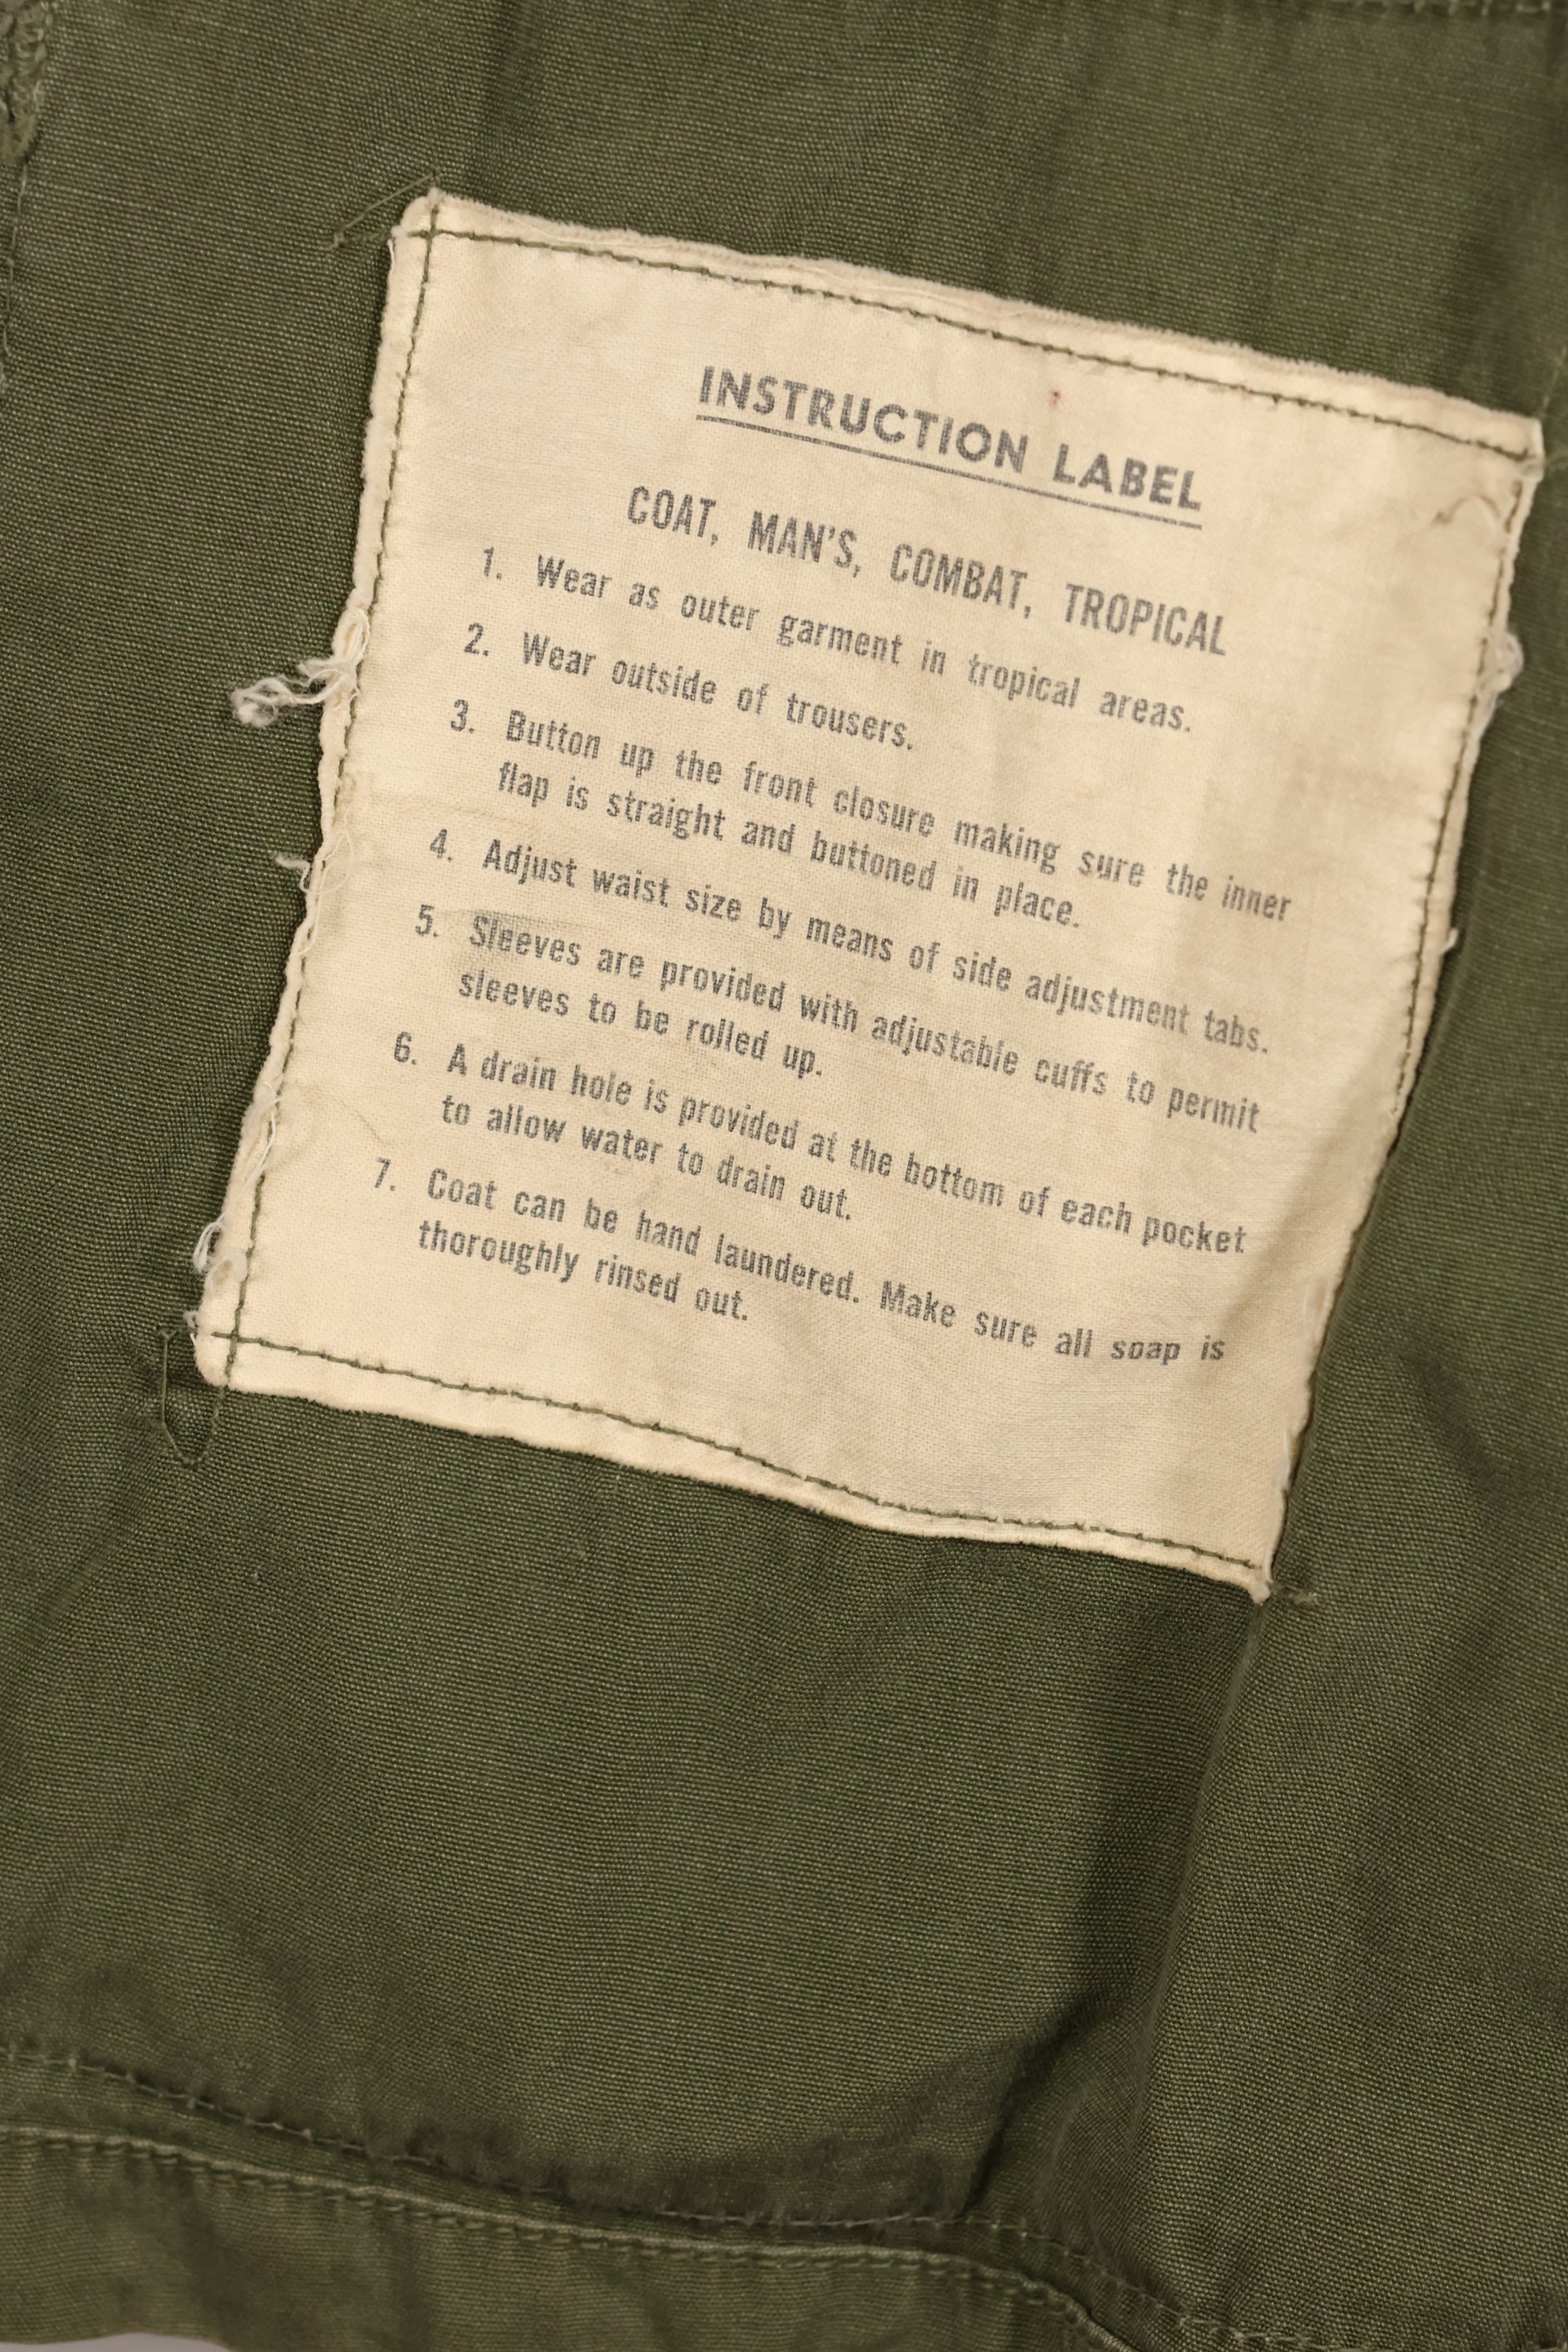 INSTRUCTION LABEL
COAT, MAN'S, COMBAT, TROPICAL
1. Wear as outer garment in tropical areas.
2. Wear outside of trousers.
3. Button up the front closure making sure the inner
flap is straight and buttoned in place.
4. Adjust waist size by means of side adjustment tabs.
5. Sleeves are provided with adjustable cuffs to permit
sleeves to be rolled up.
6. A drain hole is provided at the bottom of each pocket
to allow water to drain out.
7. Coat can be hand laundered. Make sure all soap is
thoroughly rinsed out.